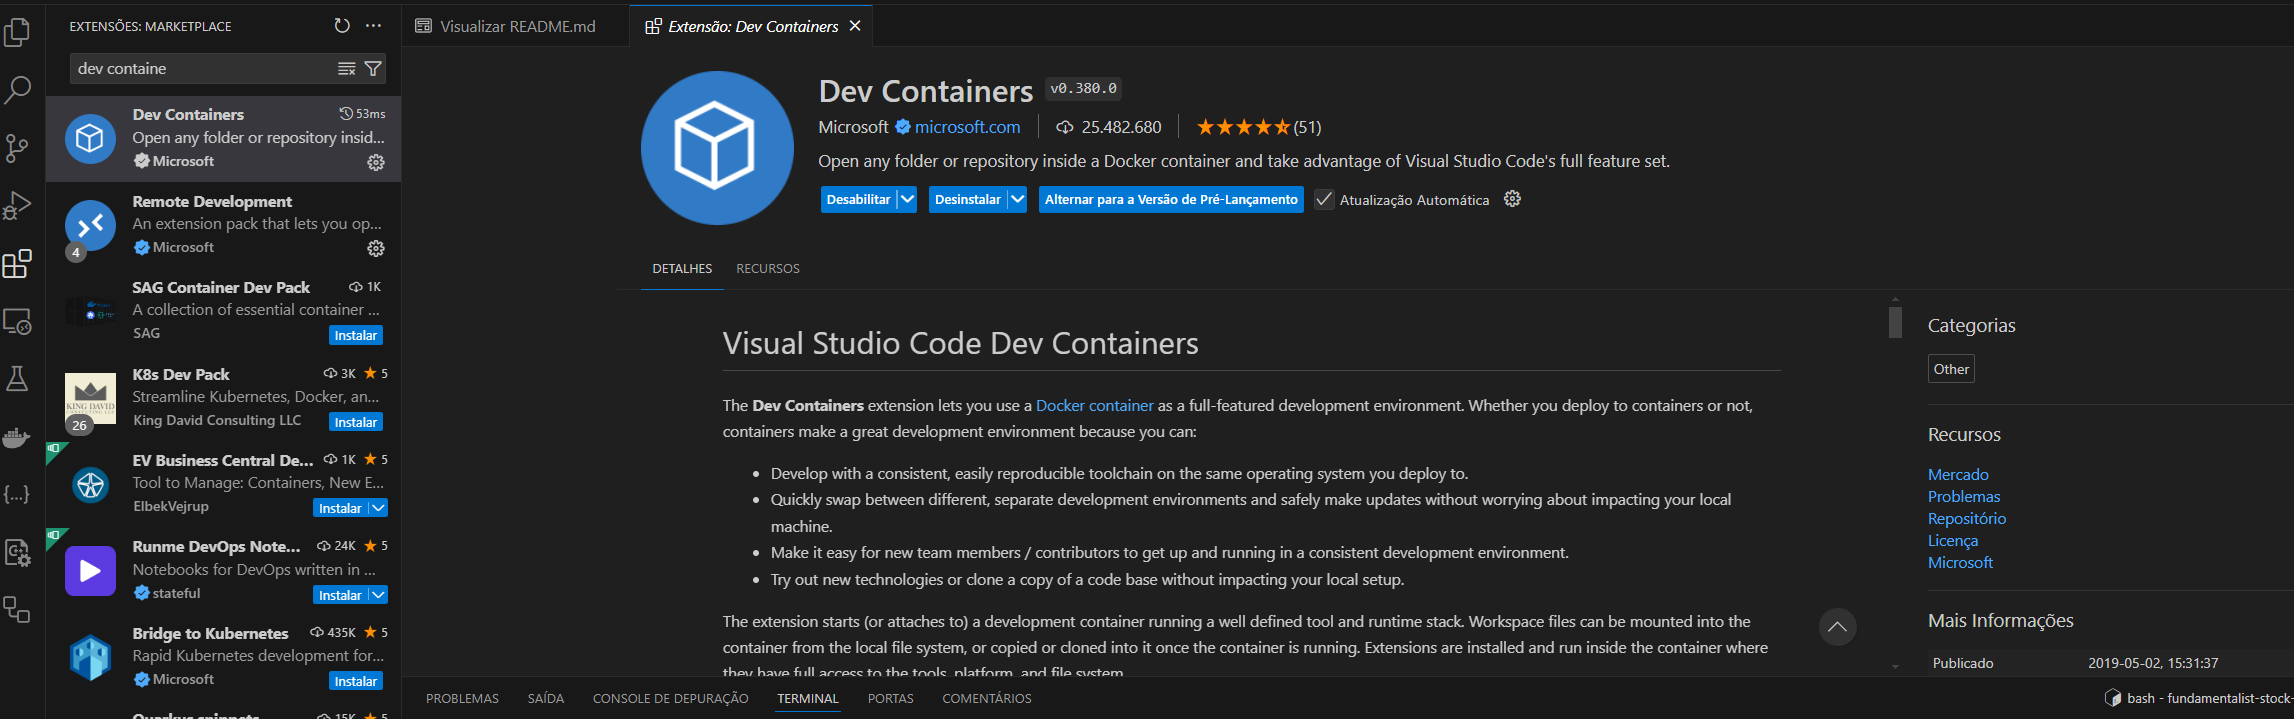 EXTENSÕES: MARKETPLACE
dev containe
Dev Containers 53ms
Open any folder or repository insid...
Microsoft
Remote Development
An extension pack that lets you op...
4
Microsoft
SAG Container Dev Pack 1K
A collection of essential container ...
SAG Instalar
K8s Dev Pack 3K 5
Streamline Kubernetes, Docker, an...
KING DAVID
26
King David Consulting LLC Instalar
EV Business Central De... 1K 5
Tool to Manage: Containers, New E...
ElbekVejrup Instalar
Runme DevOps Note... 24K 5
Notebooks for DevOps written in ...
stateful Instalar
Bridge to Kubernetes 435K 5
Rapid Kubernetes development for...
Microsoft Instalar
Quarkus snippets 15K 5
Visualizar README.md
Extensão: Dev Containers
Dev Containers v0.380.0
Microsoft microsoft.com 25.482.680 (51)
Open any folder or repository inside a Docker container and take advantage of Visual Studio Code's full feature set.
Desabilitar Desinstalar Alternar para a Versão de Pré-Lançamento Atualização Automática
DETALHES RECURSOS
Visual Studio Code Dev Containers
The Dev Containers extension lets you use a Docker container as a full-featured development environment. Whether you deploy to containers or not,
containers make a great development environment because you can:
• Develop with a consistent, easily reproducible toolchain on the same operating system you deploy to.
• Quickly swap between different, separate development environments and safely make updates without worrying about impacting your local
machine.
• Make it easy for new team members / contributors to get up and running in a consistent development environment.
• Try out new technologies or clone a copy of a code base without impacting your local setup.
The extension starts (or attaches to) a development container running a well defined tool and runtime stack. Workspace files can be mounted into the
container from the local file system, or copied or cloned into it once the container is running. Extensions are installed and run inside the container where
they have full access to the tools, platform, and file system.
Categorias
Other
Recursos
Mercado
Problemas
Repositório
Licença
Microsoft
Mais Informações
Publicado 2019-05-02, 15:31:37
PROBLEMAS SAÍDA CONSOLE DE DEPURAÇÃO TERMINAL PORTAS COMENTÁRIOS
bash - fundamentalist-stock-